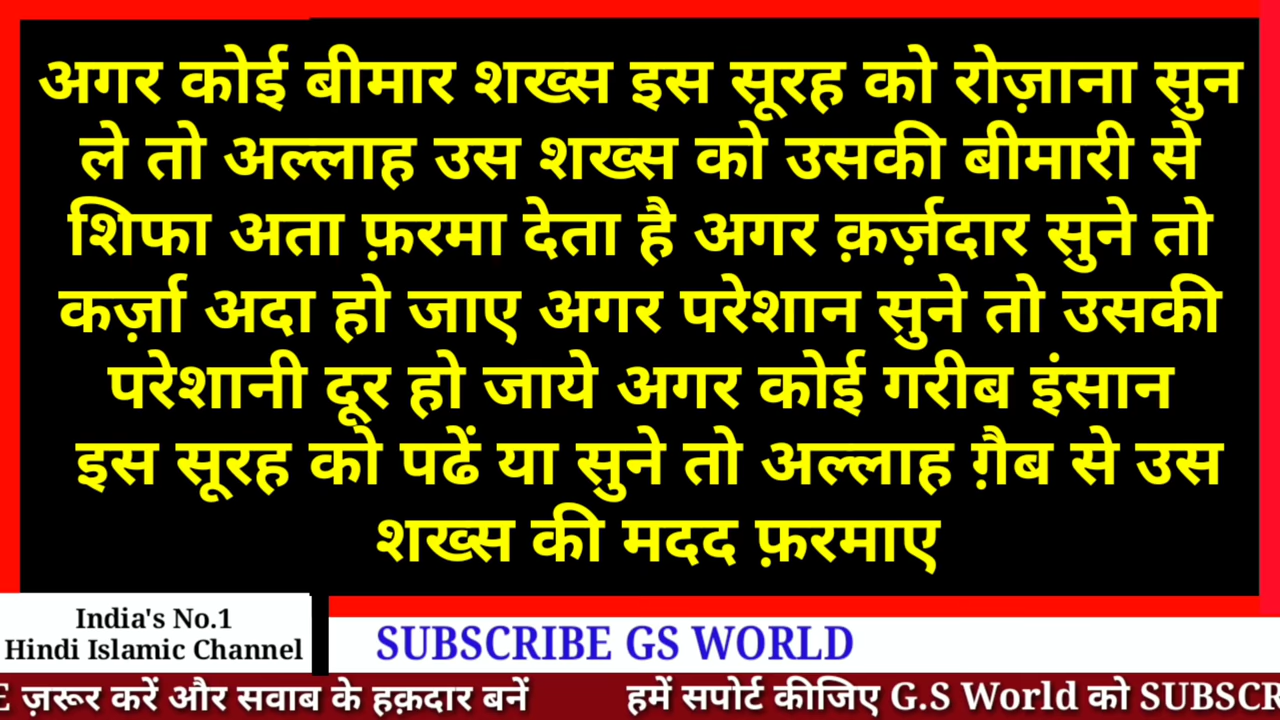 अगर कोई बीमार शख्स इस सूरह को रोज़ाना सुन
ले तो अल्लाह उस शख्स को उसकी बीमारी से
शिफा अता फ़रमा देता है अगर क़र्ज़दार सुने तो
कर्ज़ा अदा हो जाए अगर परेशान सुने तो उसकी
परेशानी दूर हो जाये अगर कोई गरीब इंसान
इस सूरह को पढें या सुने तो अल्लाह ग़ैब से उस
शख्स की मदद फ़रमाए
India's No.1
Hindi Islamic Channel
SUBSCRIBE GS WORLD
E ज़रूर करें और सवाब के हक़दार बनें हमें सपोर्ट कीजिए G.S World को SUBSCR